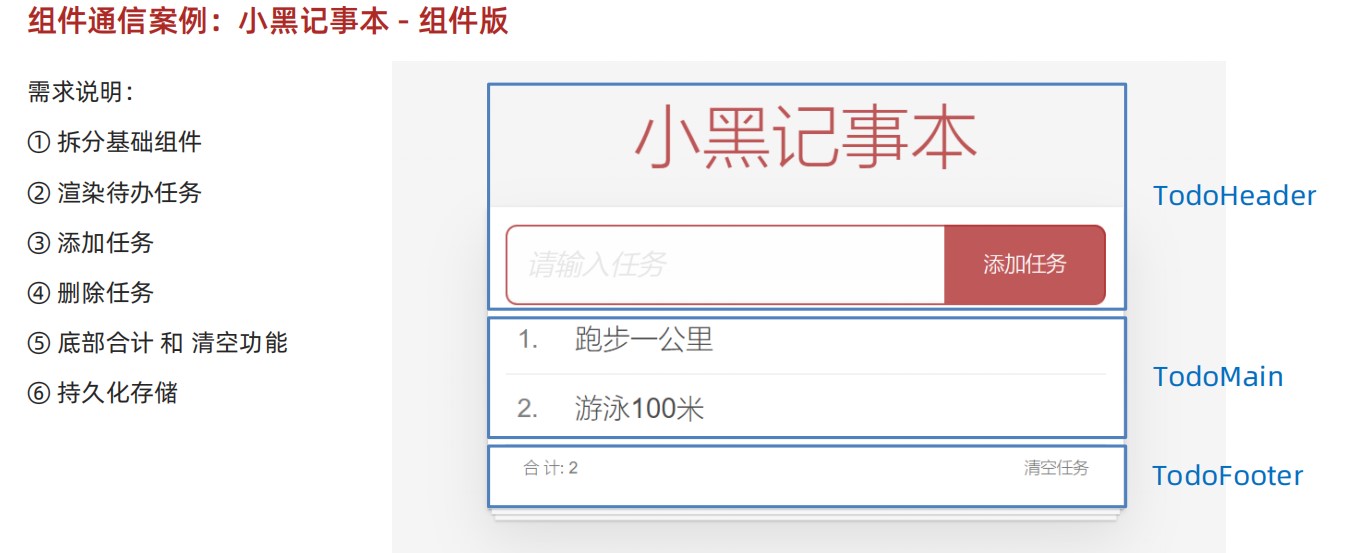 组件通信案例：小黑记事本 - 组件版
需求说明：
① 拆分基础组件
② 渲染待办任务
③ 添加任务
④ 删除任务
⑤ 底部合计 和 清空功能
⑥ 持久化存储
小黑记事本
请输入任务
添加任务
TodoHeader
1. 跑步一公里
2. 游泳100米
TodoMain
合 计: 2
清空任务
TodoFooter